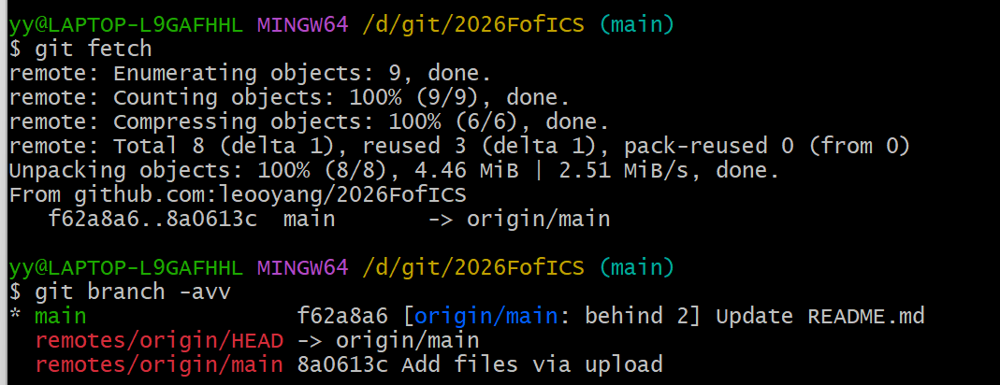 yy@LAPTOP-L9GAFHHL MINGW64 /d/git/2026FofICS (main)
$ git fetch
remote: Enumerating objects: 9, done.
remote: Counting objects: 100% (9/9), done.
remote: Compressing objects: 100% (6/6), done.
remote: Total 8 (delta 1), reused 3 (delta 1), pack-reused 0 (from 0)
Unpacking objects: 100% (8/8), 4.46 MiB | 2.51 MiB/s, done.
From github.com:leooyang/2026FofICS
   f62a8a6..8a0613c  main       -> origin/main

yy@LAPTOP-L9GAFHHL MINGW64 /d/git/2026FofICS (main)
$ git branch -avv
* main                f62a8a6 [origin/main: behind 2] Update README.md
  remotes/origin/HEAD -> origin/main
  remotes/origin/main 8a0613c Add files via upload